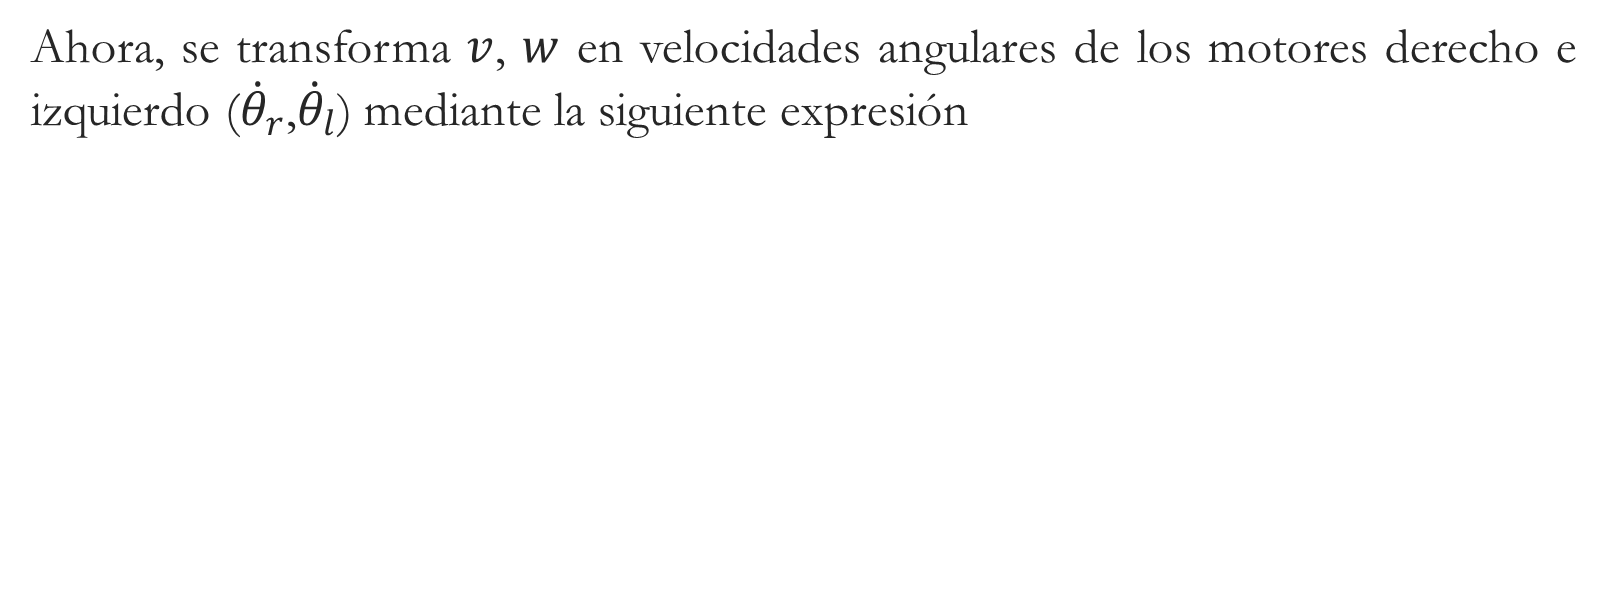 Ahora, se transforma 𝒗, 𝒘 en velocidades angulares de los motores derecho e
izquierdo (θ̇ᵣ,θ̇ₗ) mediante la siguiente expresión